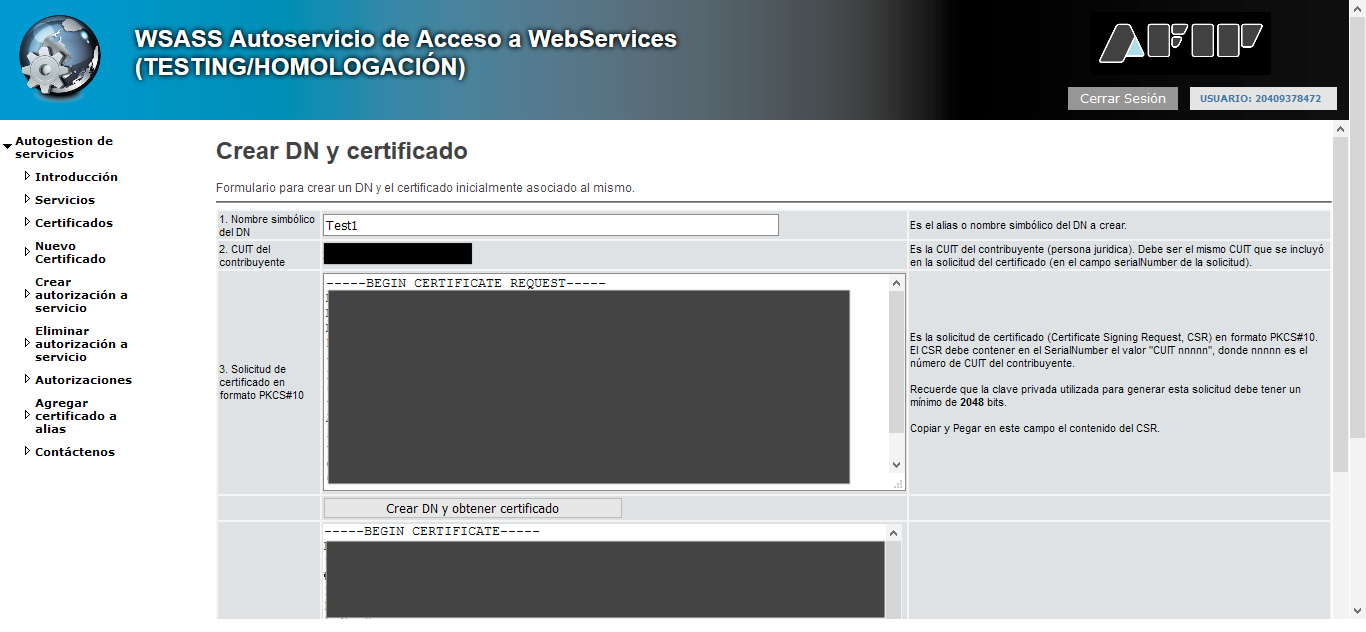 WSASS Autoservicio de Acceso a WebServices
(TESTING/HOMOLOGACIÓN)
AFIP
Cerrar Sesión
USUARIO: 20409378472
Autogestion de
servicios
Introducción
Servicios
Certificados
Nuevo
Certificado
Crear
autorización a
servicio
Eliminar
autorización a
servicio
Autorizaciones
Agregar
certificado a
alias
Contáctenos
Crear DN y certificado
Formulario para crear un DN y el certificado inicialmente asociado al mismo.
1. Nombre simbólico
del DN
Test1
Es el alias o nombre simbólico del DN a crear.
2. CUIT del
contribuyente
Es la CUIT del contribuyente (persona juridica). Debe ser el mismo CUIT que se incluyó
en la solicitud del certificado (en el campo serialNumber de la solicitud).
3. Solicitud de
certificado en
formato PKCS#10
-----BEGIN CERTIFICATE REQUEST-----
Es la solicitud de certificado (Certificate Signing Request, CSR) en formato PKCS#10.
El CSR debe contener en el SerialNumber el valor "CUIT nnnnn", donde nnnnn es el
número de CUIT del contribuyente.
Recuerde que la clave privada utilizada para generar esta solicitud debe tener un
mínimo de 2048 bits.
Copiar y Pegar en este campo el contenido del CSR.
Crear DN y obtener certificado
-----BEGIN CERTIFICATE-----